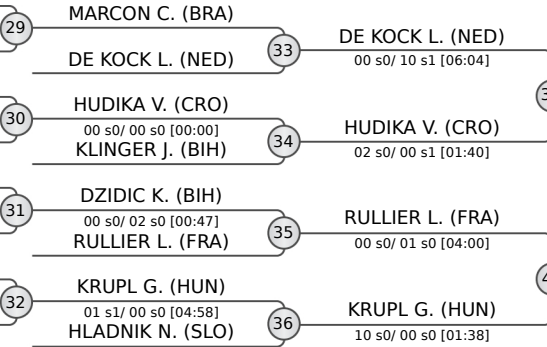 29
MARCON C. (BRA)
DE KOCK L. (NED)
33
DE KOCK L. (NED)
00 s0/ 10 s1 [06:04]
30
HUDIKA V. (CRO)
00 s0/ 00 s0 [00:00]
KLINGER J. (BIH)
34
HUDIKA V. (CRO)
02 s0/ 00 s1 [01:40]
31
DZIDIC K. (BIH)
00 s0/ 02 s0 [00:47]
RULLIER L. (FRA)
35
RULLIER L. (FRA)
00 s0/ 01 s0 [04:00]
32
KRUPL G. (HUN)
01 s1/ 00 s0 [04:58]
HLADNIK N. (SLO)
36
KRUPL G. (HUN)
10 s0/ 00 s0 [01:38]